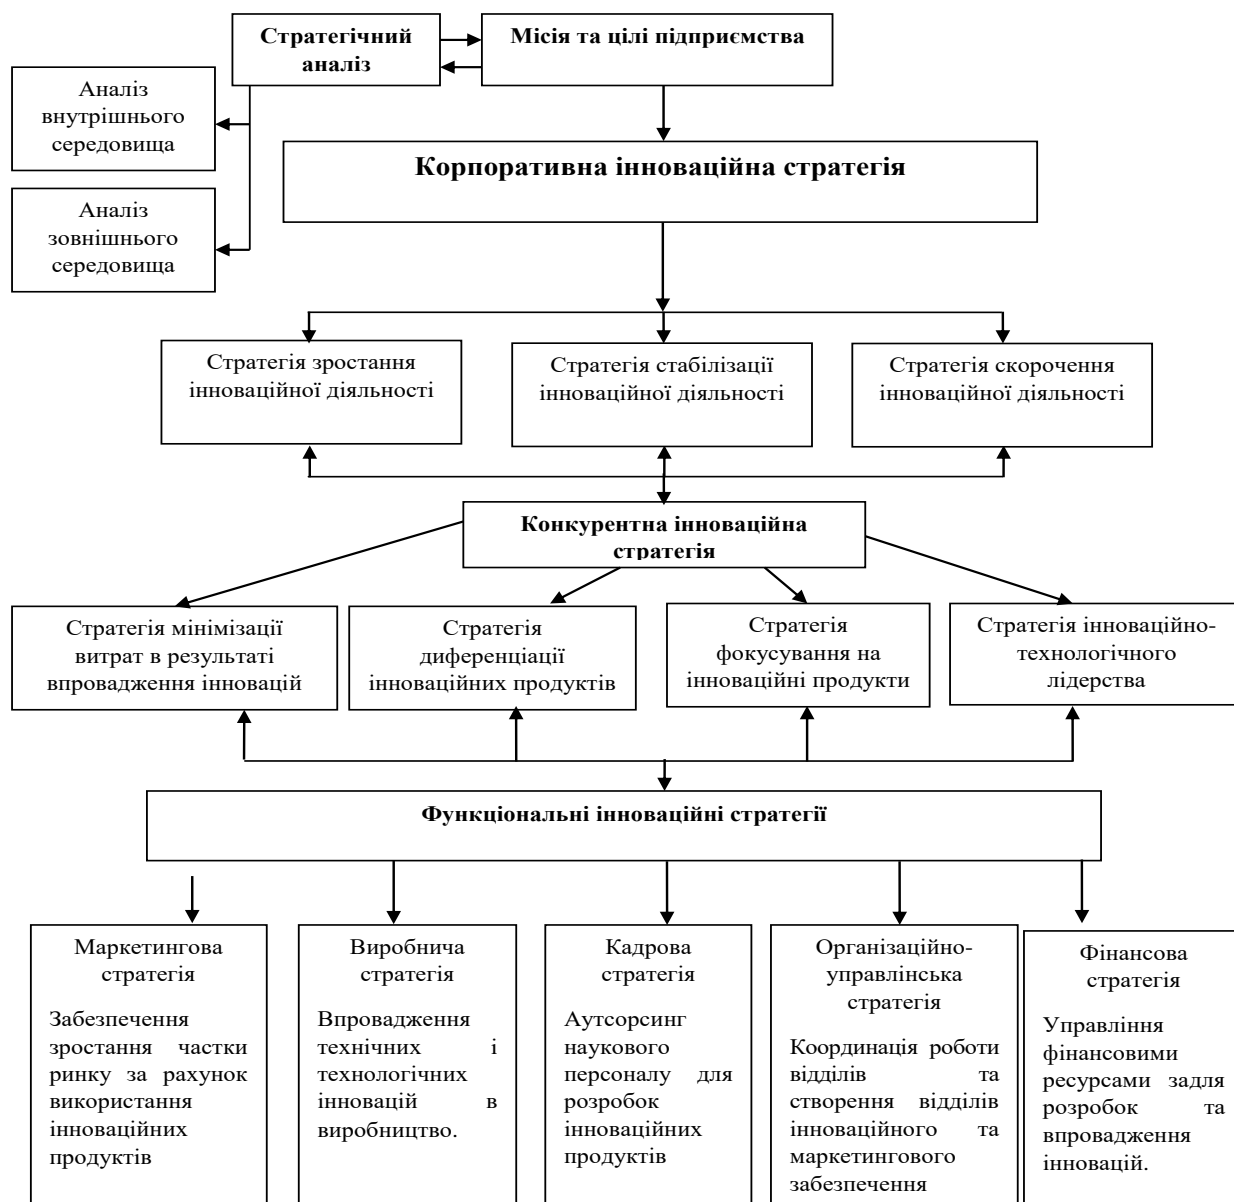 Стратегічний
аналіз
Місія та цілі підприємства
Аналіз
внутрішнього
середовища
Аналіз
зовнішнього
середовища
Корпоративна інноваційна стратегія
Стратегія зростання
інноваційної діяльності
Стратегія стабілізації
інноваційної діяльності
Стратегія скорочення
інноваційної діяльності
Конкурентна інноваційна
стратегія
Стратегія мінімізації
витрат в результаті
впровадження інновацій
Стратегія
диференціації
інноваційних продуктів
Стратегія
фокусування на
інноваційні продукти
Стратегія інноваційно-
технологічного
лідерства
Функціональні інноваційні стратегії
Маркетингова
стратегія
Забезпечення
зростання частки
ринку за рахунок
використання
інноваційних
продуктів
Виробнича
стратегія
Впровадження
технічних і
технологічних
інновацій в
виробництво.
Кадрова
стратегія
Аутсорсинг
наукового
персоналу для
розробок
інноваційних
продуктів
Організаційно-
управлінська
стратегія
Координація роботи
відділів та
створення відділів
інноваційного та
маркетингового
забезпечення
Фінансова
стратегія
Управління
фінансовими
ресурсами задля
розробок та
впровадження
інновацій.